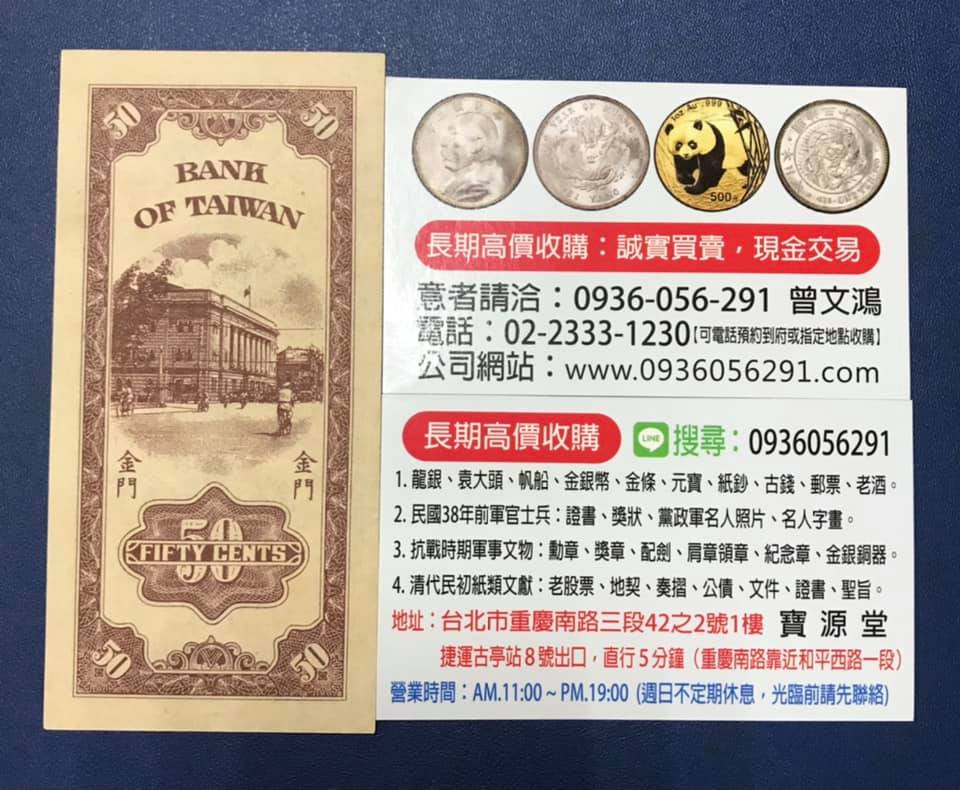 50 50
BANK
OF TAIWAN
金門 金門
50
FIFTY CENTS
50 50
1oz Au .999
500元
長期高價收購：誠實買賣，現金交易
意者請洽：0936-056-291 曾文鴻
電話：02-2333-1230【可電話預約到府或指定地點收購】
公司網站：www.0936056291.com
長期高價收購 LINE 搜尋：0936056291
1. 龍銀、袁大頭、帆船、金銀幣、金條、元寶、紙鈔、古錢、郵票、老酒。
2. 民國38年前軍官士兵：證書、獎狀、黨政軍名人照片、名人字畫。
3. 抗戰時期軍事文物：勳章、獎章、配劍、肩章領章、紀念章、金銀銅器。
4. 清代民初紙類文獻：老股票、地契、奏摺、公債、文件、證書、聖旨。
地址：台北市重慶南路三段42之2號1樓 寶源堂
捷運古亭站8號出口，直行5分鐘（重慶南路靠近和平西路一段）
營業時間：AM.11:00～PM.19:00 (週日不定期休息，光臨前請先聯絡)